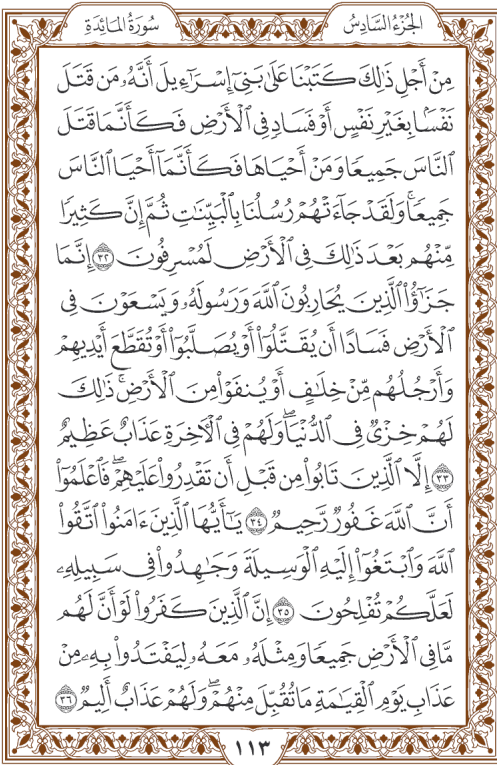 الجُزْءُ السَّادِسُ
سُورَةُ المَائِدَةِ
مِنْ أَجْلِ ذَٰلِكَ كَتَبْنَا عَلَىٰ بَنِىٓ إِسْرَٰٓءِيلَ أَنَّهُۥ مَن قَتَلَ
نَفْسًۢا بِغَيْرِ نَفْسٍ أَوْ فَسَادٍ فِى ٱلْأَرْضِ فَكَأَنَّمَا قَتَلَ
ٱلنَّاسَ جَمِيعًا وَمَنْ أَحْيَاهَا فَكَأَنَّمَآ أَحْيَا ٱلنَّاسَ
جَمِيعًا ۚ وَلَقَدْ جَآءَتْهُمْ رُسُلُنَا بِٱلْبَيِّنَٰتِ ثُمَّ إِنَّ كَثِيرًا
مِّنْهُم بَعْدَ ذَٰلِكَ فِى ٱلْأَرْضِ لَمُسْرِفُونَ ٣٢ إِنَّمَا
جَزَٰٓؤُا۟ ٱلَّذِينَ يُحَارِبُونَ ٱللَّهَ وَرَسُولَهُۥ وَيَسْعَوْنَ فِى
ٱلْأَرْضِ فَسَادًا أَن يُقَتَّلُوٓا۟ أَوْ يُصَلَّبُوٓا۟ أَوْ تُقَطَّعَ أَيْدِيهِمْ
وَأَرْجُلُهُم مِّنْ خِلَٰفٍ أَوْ يُنفَوْا۟ مِنَ ٱلْأَرْضِ ۚ ذَٰلِكَ
لَهُمْ خِزْىٌ فِى ٱلدُّنْيَا ۖ وَلَهُمْ فِى ٱلْءَاخِرَةِ عَذَابٌ عَظِيمٌ
٣٣ إِلَّا ٱلَّذِينَ تَابُوا۟ مِن قَبْلِ أَن تَقْدِرُوا۟ عَلَيْهِمْ ۖ فَٱعْلَمُوٓا۟
أَنَّ ٱللَّهَ غَفُورٌ رَّحِيمٌ ٣٤ يَٰٓأَيُّهَا ٱلَّذِينَ ءَامَنُوا۟ ٱتَّقُوا۟
ٱللَّهَ وَٱبْتَغُوٓا۟ إِلَيْهِ ٱلْوَسِيلَةَ وَجَٰهِدُوا۟ فِى سَبِيلِهِۦ
لَعَلَّكُمْ تُفْلِحُونَ ٣٥ إِنَّ ٱلَّذِينَ كَفَرُوا۟ لَوْ أَنَّ لَهُم
مَّا فِى ٱلْأَرْضِ جَمِيعًا وَمِثْلَهُۥ مَعَهُۥ لِيَفْتَدُوا۟ بِهِۦ مِنْ
عَذَابِ يَوْمِ ٱلْقِيَٰمَةِ مَا تُقُبِّلَ مِنْهُمْ ۖ وَلَهُمْ عَذَابٌ أَلِيمٌ ٣٦
١١٣